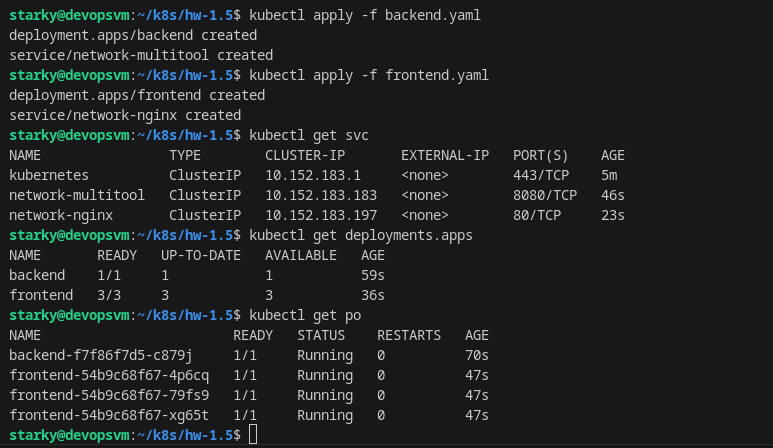 starky@devopsvm:~/k8s/hw-1.5$ kubectl apply -f backend.yaml
deployment.apps/backend created
service/network-multitool created
starky@devopsvm:~/k8s/hw-1.5$ kubectl apply -f frontend.yaml
deployment.apps/frontend created
service/network-nginx created
starky@devopsvm:~/k8s/hw-1.5$ kubectl get svc
NAME                TYPE        CLUSTER-IP       EXTERNAL-IP   PORT(S)    AGE
kubernetes          ClusterIP   10.152.183.1     <none>        443/TCP    5m
network-multitool   ClusterIP   10.152.183.183   <none>        8080/TCP   46s
network-nginx       ClusterIP   10.152.183.197   <none>        80/TCP     23s
starky@devopsvm:~/k8s/hw-1.5$ kubectl get deployments.apps
NAME       READY   UP-TO-DATE   AVAILABLE   AGE
backend    1/1     1            1           59s
frontend   3/3     3            3           36s
starky@devopsvm:~/k8s/hw-1.5$ kubectl get po
NAME                        READY   STATUS    RESTARTS   AGE
backend-f7f86f7d5-c879j     1/1     Running   0          70s
frontend-54b9c68f67-4p6cq   1/1     Running   0          47s
frontend-54b9c68f67-79fs9   1/1     Running   0          47s
frontend-54b9c68f67-xg65t   1/1     Running   0          47s
starky@devopsvm:~/k8s/hw-1.5$